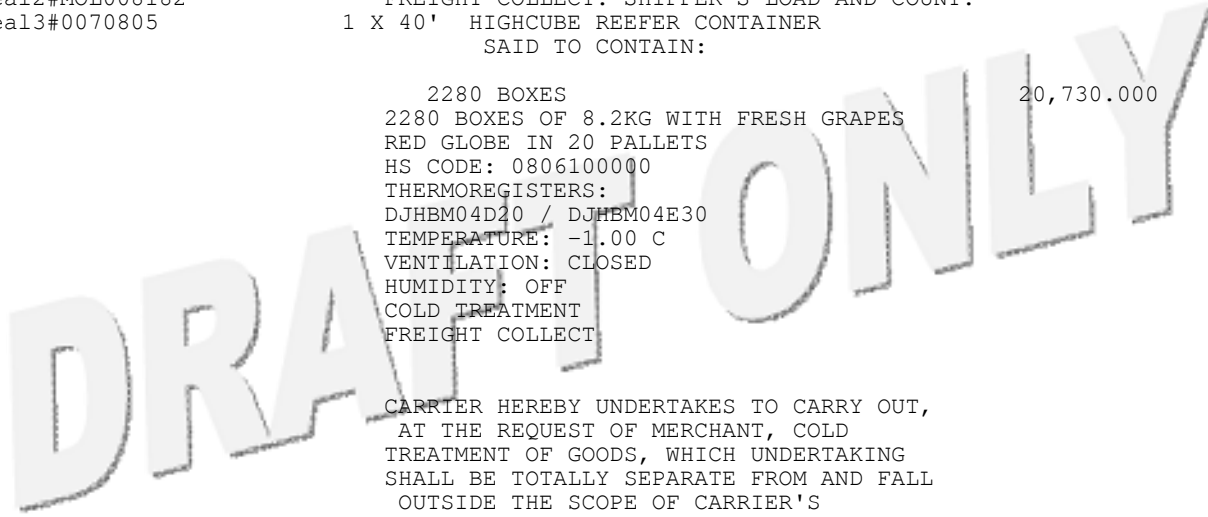 FREIGHT COLLECT. SHIPPER'S LOAD AND COUNT.
eal3#0070805 1 X 40' HIGHCUBE REEFER CONTAINER
SAID TO CONTAIN:
2280 BOXES 20,730.000
2280 BOXES OF 8.2KG WITH FRESH GRAPES
RED GLOBE IN 20 PALLETS
HS CODE: 0806100000
THERMOREGISTERS:
DJHBM04D20 / DJHBM04E30
TEMPERATURE: -1.00 C
VENTILATION: CLOSED
HUMIDITY: OFF
COLD TREATMENT
FREIGHT COLLECT
CARRIER HEREBY UNDERTAKES TO CARRY OUT,
AT THE REQUEST OF MERCHANT, COLD
TREATMENT OF GOODS, WHICH UNDERTAKING
SHALL BE TOTALLY SEPARATE FROM AND FALL
OUTSIDE THE SCOPE OF CARRIER'S
DRAFT ONLY